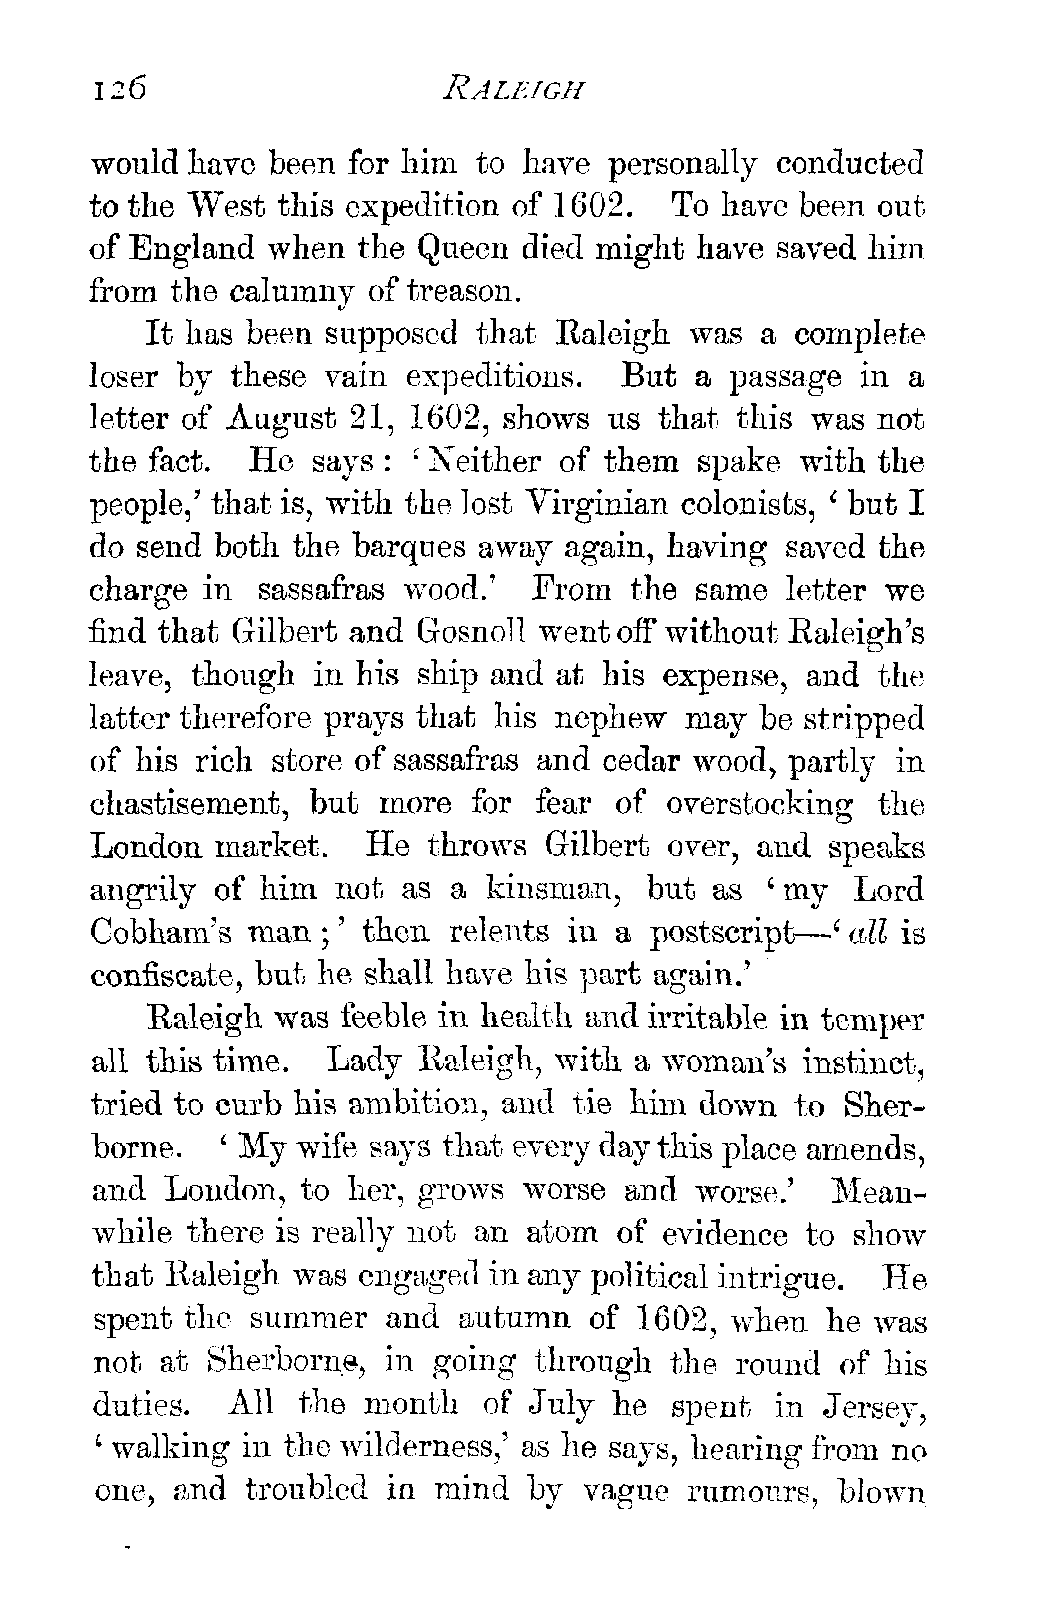 126 RALEIGH
would have been for him to have personally conducted
to the West this expedition of 1602. To have been out
of England when the Queen died might have saved him
from the calumny of treason.
It has been supposed that Raleigh was a complete
loser by these vain expeditions. But a passage in a
letter of August 21, 1602, shows us that this was not
the fact. He says : ‘ Neither of them spake with the
people,’ that is, with the lost Virginian colonists, ‘ but I
do send both the barques away again, having saved the
charge in sassafras wood.’ From the same letter we
find that Gilbert and Gosnoll went off without Raleigh’s
leave, though in his ship and at his expense, and the
latter therefore prays that his nephew may be stripped
of his rich store of sassafras and cedar wood, partly in
chastisement, but more for fear of overstocking the
London market. He throws Gilbert over, and speaks
angrily of him not as a kinsman, but as ‘ my Lord
Cobham’s man ; ’ then relents in a postscript—‘ all is
confiscate, but he shall have his part again.’
Raleigh was feeble in health and irritable in temper
all this time. Lady Raleigh, with a woman’s instinct,
tried to curb his ambition, and tie him down to Sher-
borne. ‘ My wife says that every day this place amends,
and London, to her, grows worse and worse.’ Mean-
while there is really not an atom of evidence to show
that Raleigh was engaged in any political intrigue. He
spent the summer and autumn of 1602, when he was
not at Sherborne, in going through the round of his
duties. All the month of July he spent in Jersey,
‘ walking in the wilderness,’ as he says, hearing from no
one, and troubled in mind by vague rumours, blown